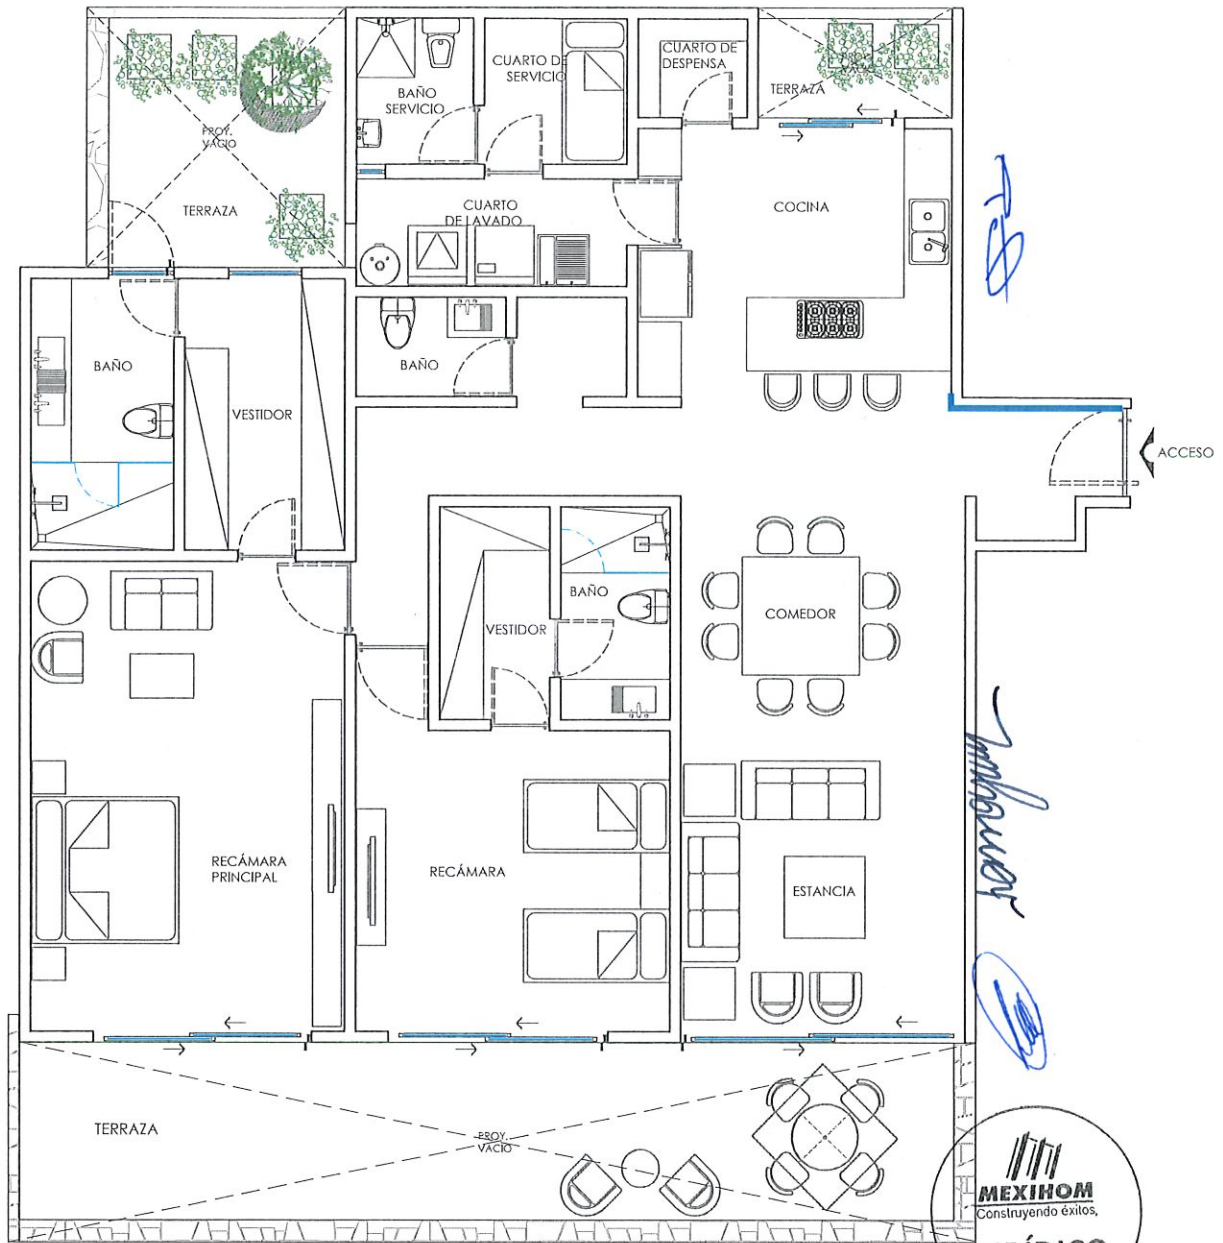 CUARTO DE
SERVICIO
CUARTO DE
DESPENSA
BAÑO
SERVICIO
TERRAZA
PROY.
VACIO
TERRAZA
CUARTO
DE LAVADO
COCINA
BAÑO
BAÑO
VESTIDOR
ACCESO
BAÑO
VESTIDOR
COMEDOR
RECÁMARA
PRINCIPAL
RECÁMARA
ESTANCIA
TERRAZA
PROY.
VACIO
MEXIHOM
Construyendo éxitos,